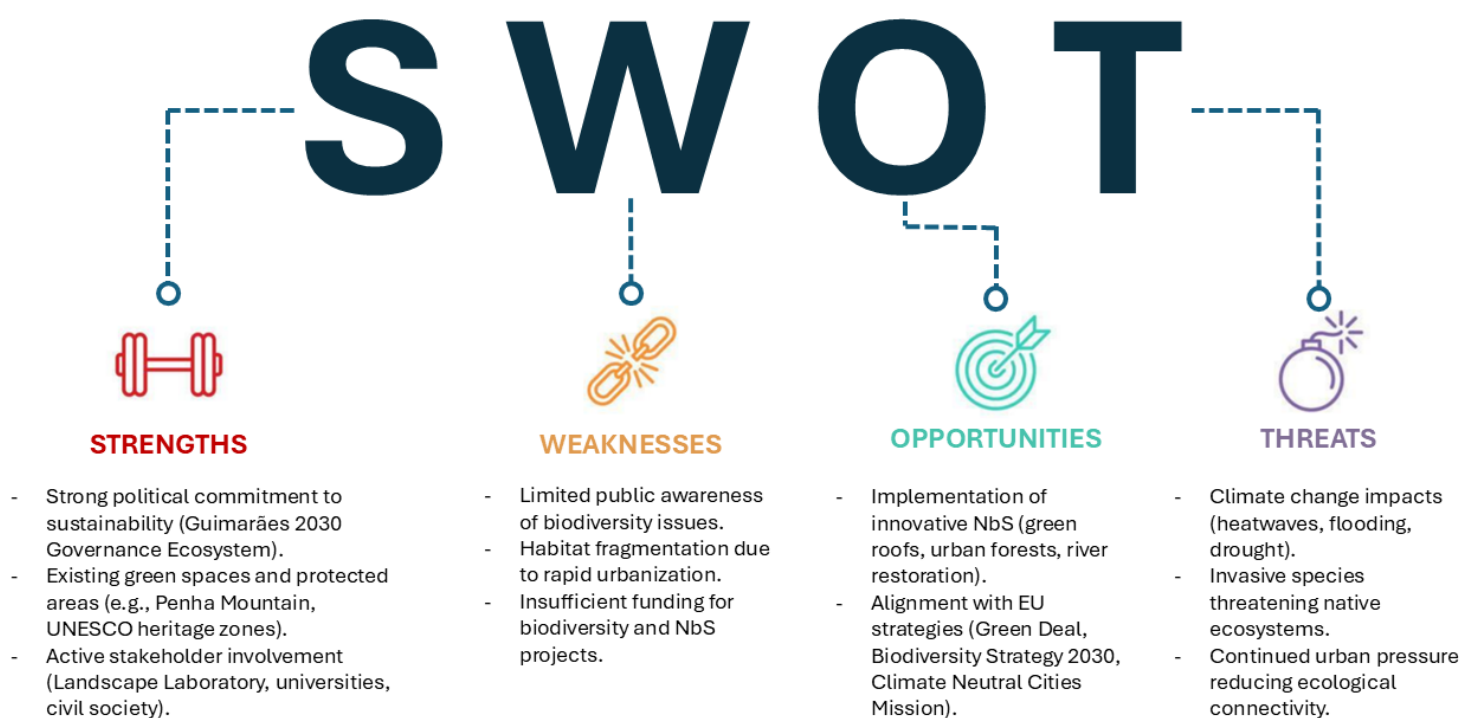 SWOT
STRENGTHS
- Strong political commitment to
sustainability (Guimarães 2030
Governance Ecosystem).
- Existing green spaces and protected
areas (e.g., Penha Mountain,
UNESCO heritage zones).
- Active stakeholder involvement
(Landscape Laboratory, universities,
civil society).
WEAKNESSES
- Limited public awareness
of biodiversity issues.
- Habitat fragmentation due
to rapid urbanization.
- Insufficient funding for
biodiversity and NbS
projects.
OPPORTUNITIES
- Implementation of
innovative NbS (green
roofs, urban forests, river
restoration).
- Alignment with EU
strategies (Green Deal,
Biodiversity Strategy 2030,
Climate Neutral Cities
Mission).
THREATS
- Climate change impacts
(heatwaves, flooding,
drought).
- Invasive species
threatening native
ecosystems.
- Continued urban pressure
reducing ecological
connectivity.